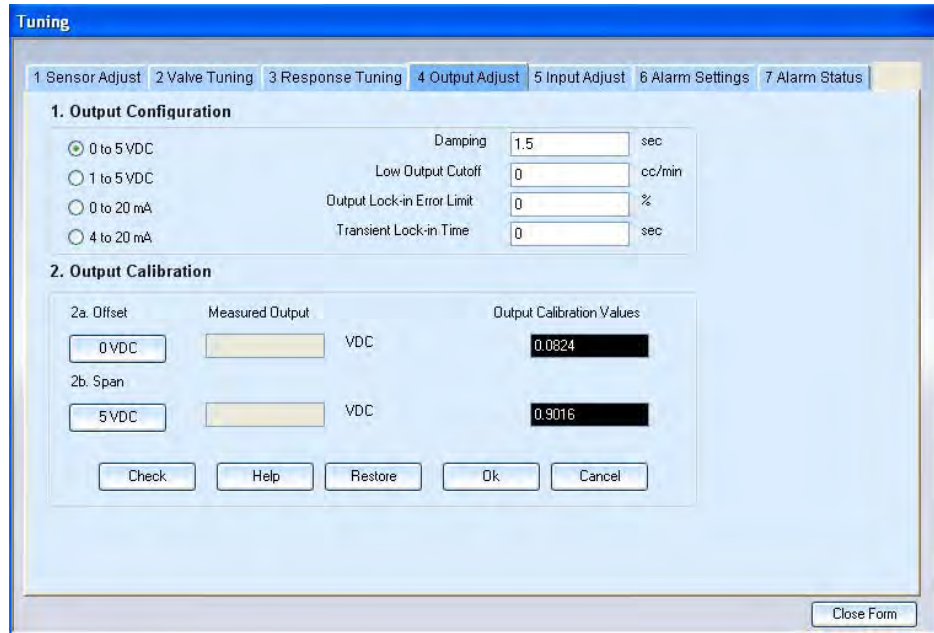 Tuning
1 Sensor Adjust 2 Valve Tuning 3 Response Tuning 4 Output Adjust 5 Input Adjust 6 Alarm Settings 7 Alarm Status
1. Output Configuration
0 to 5 VDC
1 to 5 VDC
0 to 20 mA
4 to 20 mA
Damping 1.5 sec
Low Output Cutoff 0 cc/min
Output Lock-in Error Limit 0 %
Transient Lock-in Time 0 sec
2. Output Calibration
2a. Offset Measured Output Output Calibration Values
0 VDC VDC 0.0824
2b. Span
5 VDC VDC 0.9016
Check Help Restore Ok Cancel
Close Form